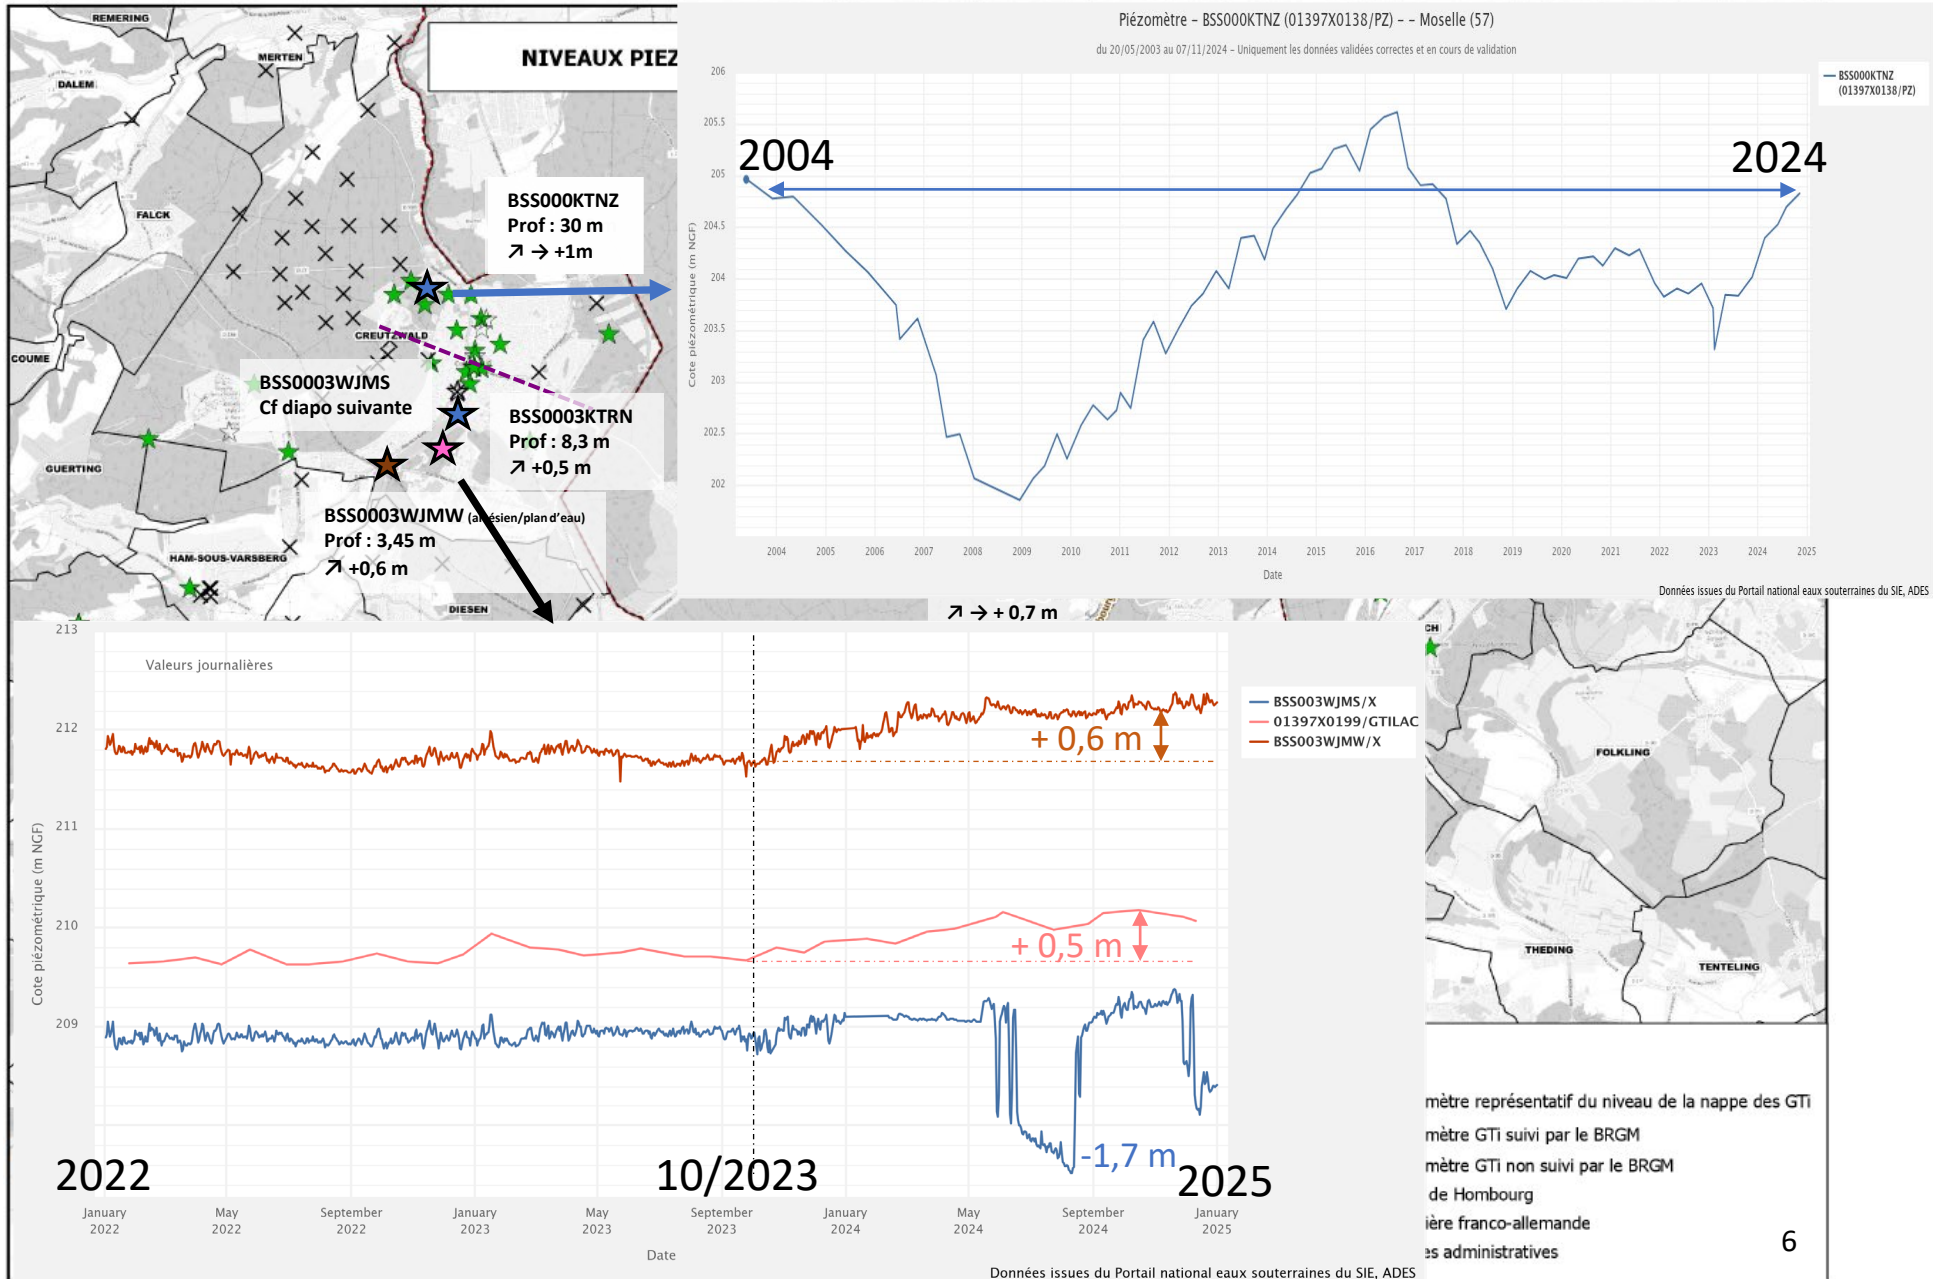 REMERING
MERTEN
DALEM
FALCK
CREUTZWALD
COUME
GUERTING
HAM-SOUS-VARSBERG
DIESEN
NIVEAUX PIEZ
BSS000KTNZ
Prof : 30 m
↗ → +1m
BSS0003WJMS
Cf diapo suivante
BSS0003KTRN
Prof : 8,3 m
↗ +0,5 m
BSS0003WJMW (artésien/plan d'eau)
Prof : 3,45 m
↗ +0,6 m
Piézomètre – BSS000KTNZ (01397X0138/PZ) – – Moselle (57)
du 20/05/2003 au 07/11/2024 – Uniquement les données validées correctes et en cours de validation
BSS000KTNZ
(01397X0138/PZ)
2004
2024
Cote piézométrique (m NGF)
206
205.5
205
204.5
204
203.5
203
202.5
202
2004 2005 2006 2007 2008 2009 2010 2011 2012 2013 2014 2015 2016 2017 2018 2019 2020 2021 2022 2023 2024 2025
Date
Données issues du Portail national eaux souterraines du SIE, ADES
↗ → + 0,7 m
CH
FOLKLING
THEDING
TENTELING
Valeurs journalières
Cote piézométrique (m NGF)
213
212
211
210
209
BSS003WJMS/X
01397X0199/GTILAC
BSS003WJMW/X
+ 0,6 m
+ 0,5 m
-1,7 m
2022
10/2023
2025
January May September January May September January May September January
2022 2022 2022 2023 2023 2023 2024 2024 2024 2025
Date
Données issues du Portail national eaux souterraines du SIE, ADES
mètre représentatif du niveau de la nappe des GTi
mètre GTi suivi par le BRGM
mètre GTi non suivi par le BRGM
de Hombourg
ière franco-allemande
es administratives
6